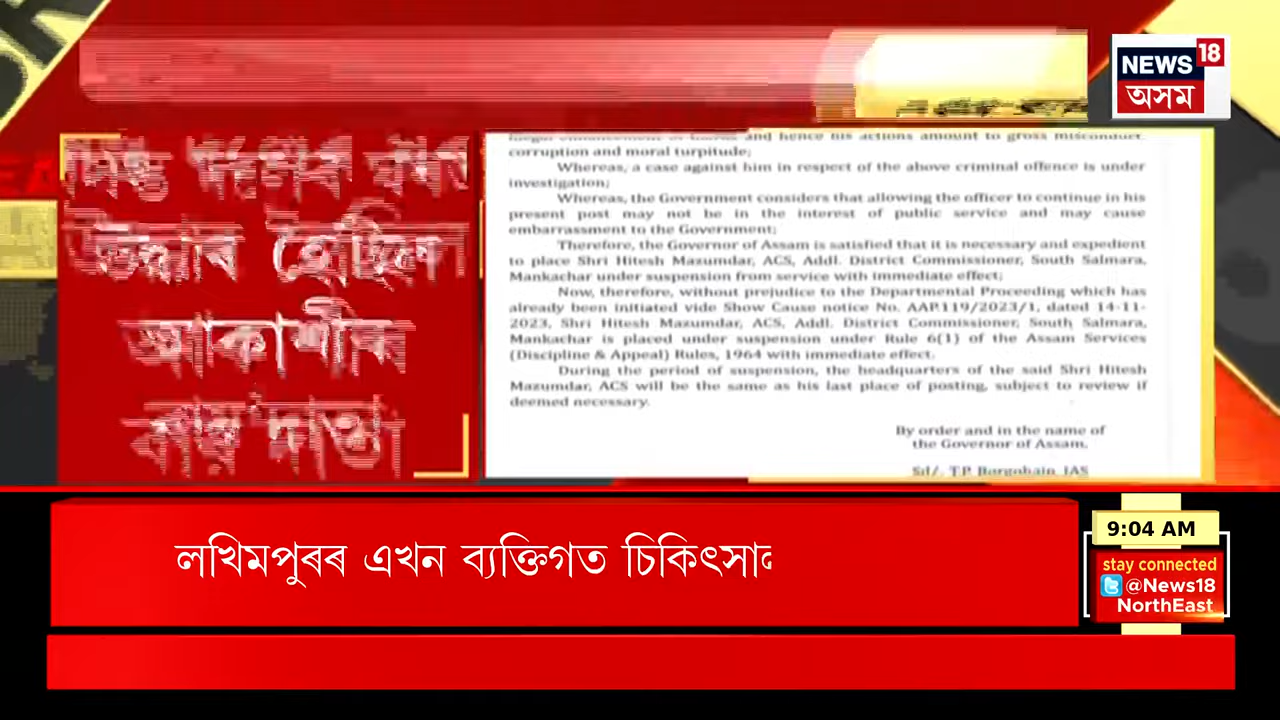 NEWS 18
অসম
and hence his actions amount to gross misconduct,
corruption and moral turpitude;
Whereas, a case against him in respect of the above criminal offence is under
investigation;
Whereas, the Government considers that allowing the officer to continue in his
present post may not be in the interest of public service and may cause
embarrassment to the Government;
Therefore, the Governor of Assam is satisfied that it is necessary and expedient
to place Shri Hitesh Mazumdar, ACS, Addl. District Commissioner, South Salmara,
Mankachar under suspension from service with immediate effect;
Now, therefore, without prejudice to the Departmental Proceeding which has
already been initiated vide Show Cause notice No. AAP.119/2023/1, dated 14-11-
2023, Shri Hitesh Mazumdar, ACS, Addl. District Commissioner, South Salmara,
Mankachar is placed under suspension under Rule 6(1) of the Assam Services
(Discipline & Appeal) Rules, 1964 with immediate effect.
During the period of suspension, the headquarters of the said Shri Hitesh
Mazumdar, ACS will be the same as his last place of posting, subject to review if
deemed necessary.
By order and in the name of
the Governor of Assam.
Sd/. T.P. Borgohain, IAS
লখিমপুৰৰ এখন ব্যক্তিগত
9:04 AM
stay connected
@News18
NorthEast